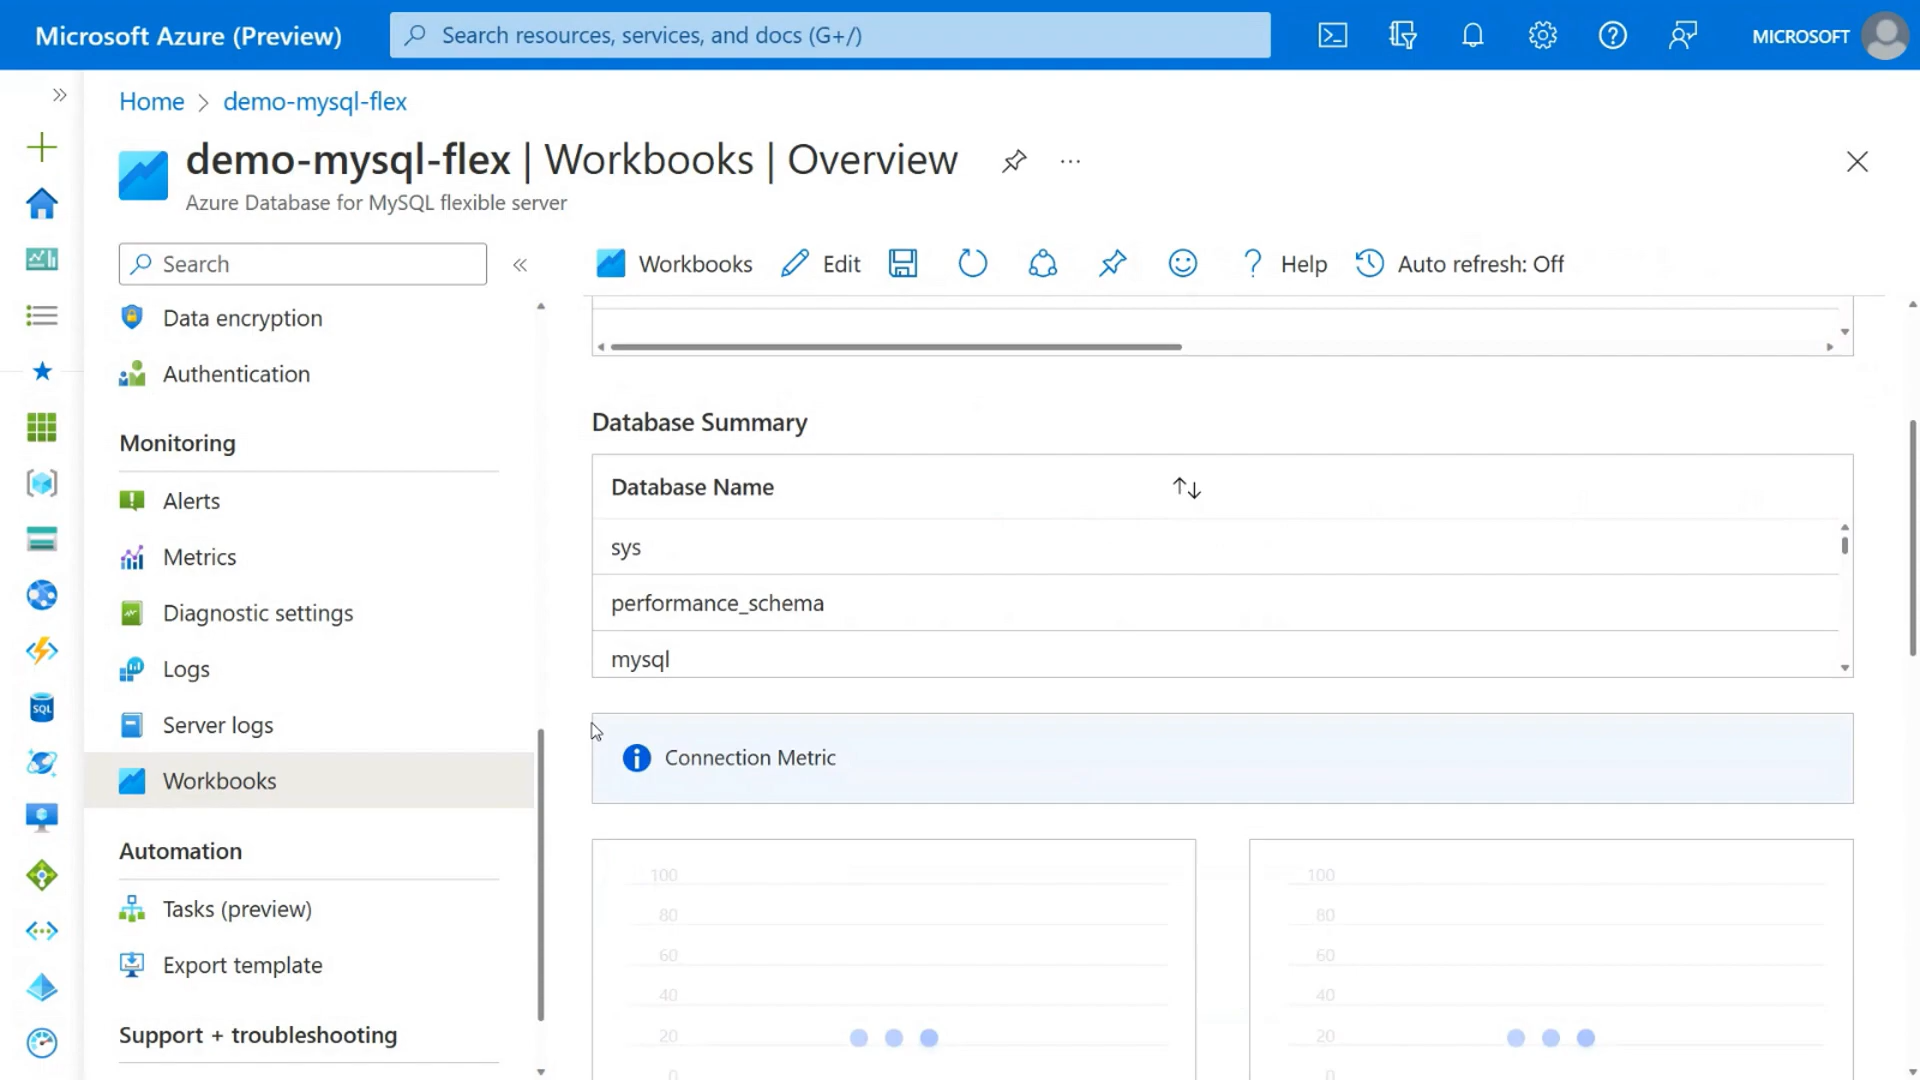 Microsoft Azure (Preview)
Search resources, services, and docs (G+/)
MICROSOFT
Home > demo-mysql-flex
demo-mysql-flex | Workbooks | Overview
Azure Database for MySQL flexible server
Search
Workbooks
Edit
Help
Auto refresh: Off
Data encryption
Authentication
Monitoring
Alerts
Metrics
Diagnostic settings
Logs
Server logs
Workbooks
Automation
Tasks (preview)
Export template
Support + troubleshooting
SQL
Database Summary
Database Name
sys
performance_schema
mysql
Connection Metric
100
80
60
40
20
0
100
80
60
40
20
0